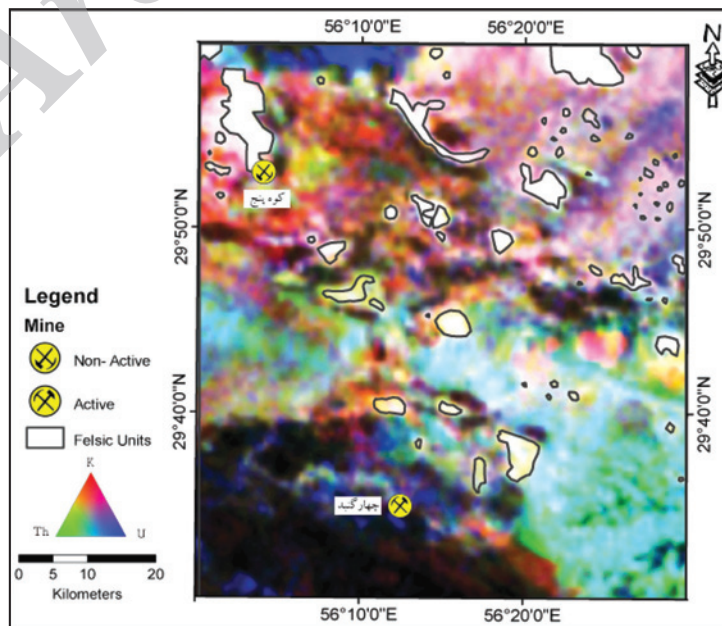 56°10'0"E
56°20'0"E
N
29°50'0"N
29°40'0"N
29°50'0"N
29°40'0"N
کوه پنج
چهارگنبد
Legend
Mine
Non- Active
Active
Felsic Units
K
Th
U
0 5 10 20
Kilometers
56°10'0"E
56°20'0"E